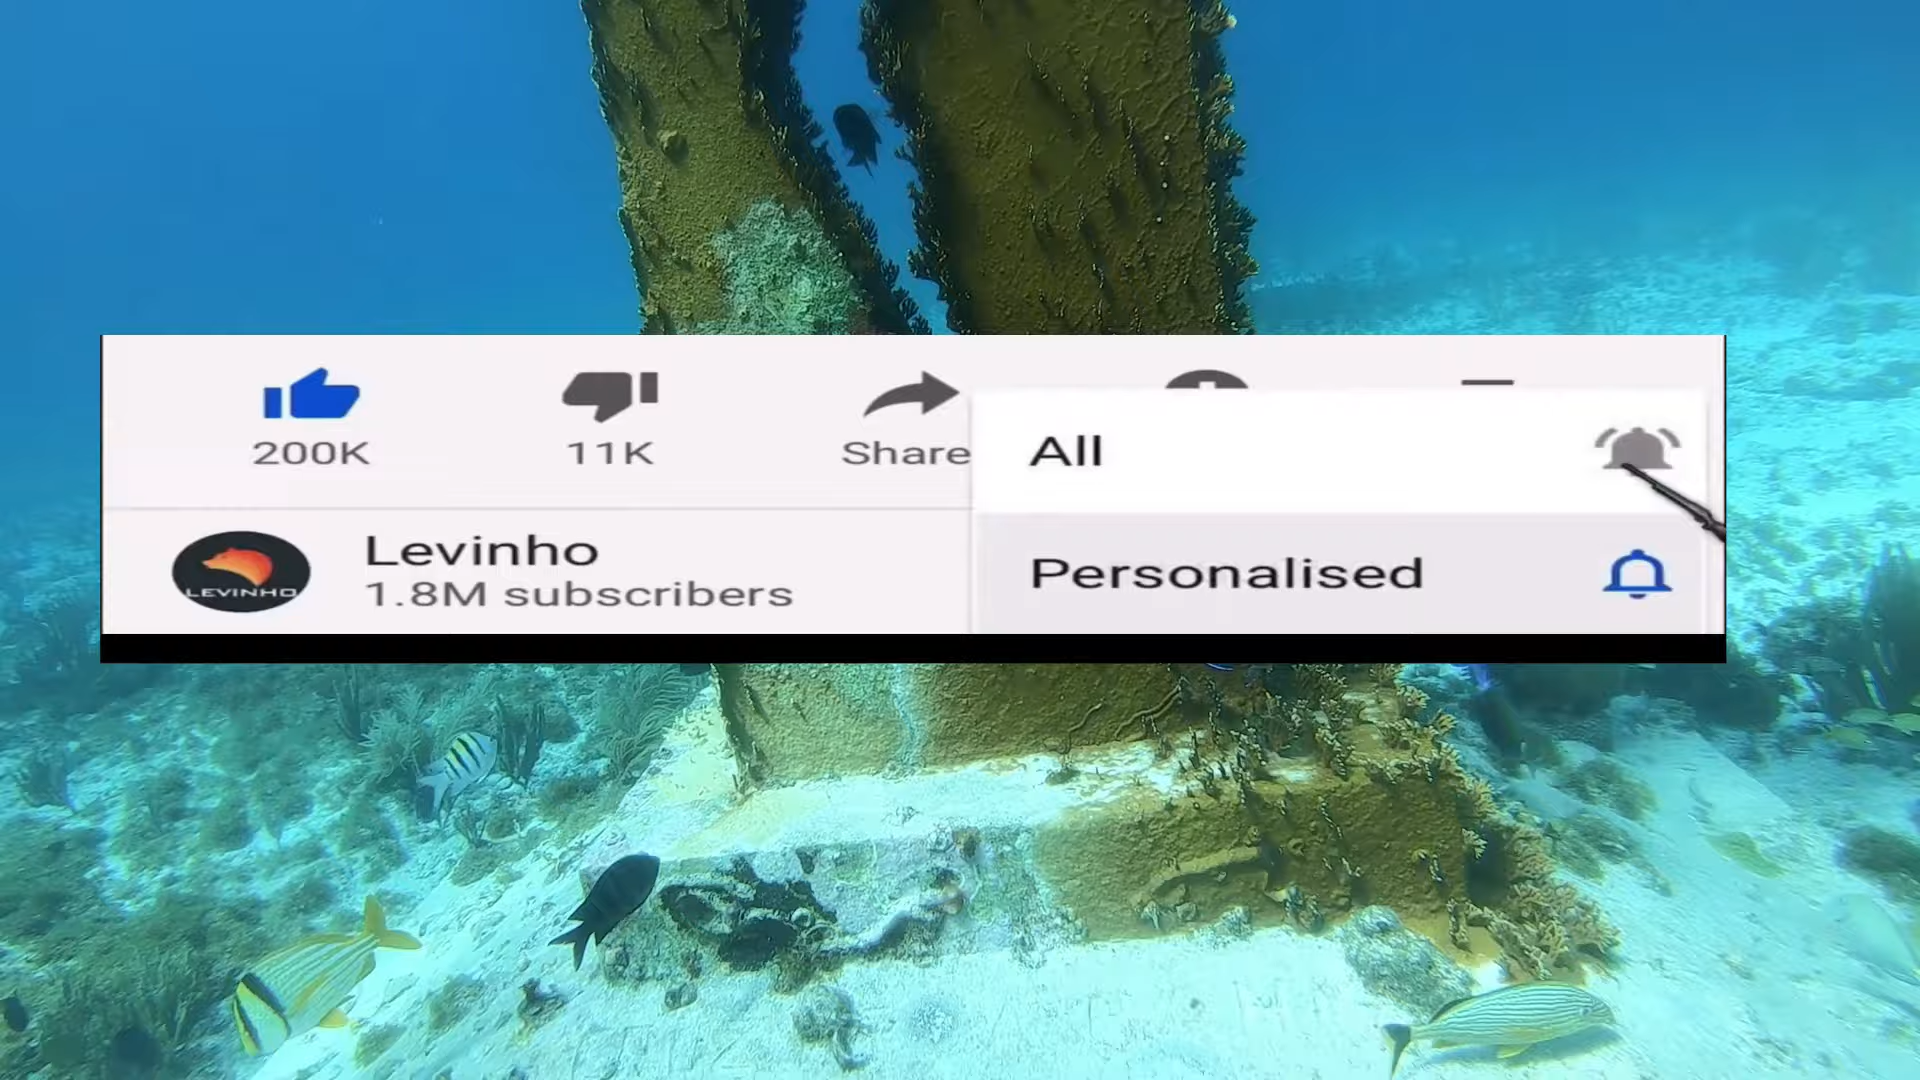 200K
11K
Share
All
LEVINHO
Levinho
1.8M subscribers
Personalised